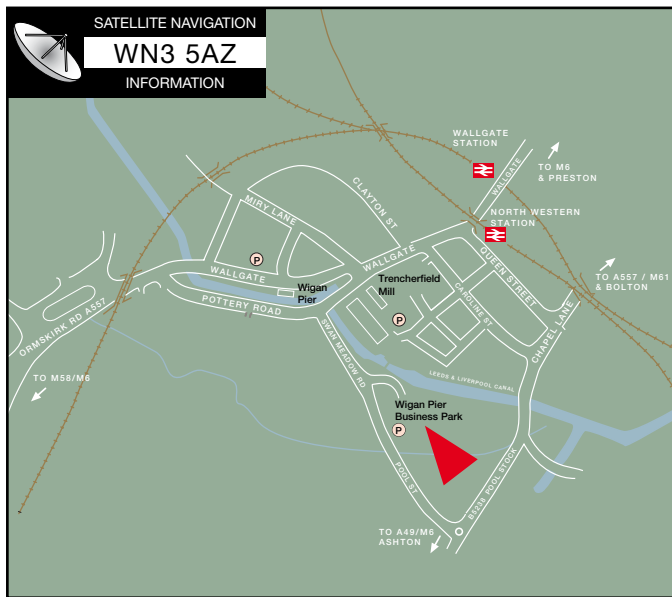 SATELLITE NAVIGATION
WN3 5AZ
INFORMATION
WALLGATE
STATION
WALLGATE
TO M6
& PRESTON
CLAYTON ST
MIRY LANE
NORTH WESTERN
STATION
WALLGATE
QUEEN STREET
TO A557 / M61
& BOLTON
P
WALLGATE
Wigan
Pier
Trencherfield
Mill
CAROLINE ST
POTTERY ROAD
P
ORMSKIRK RD A557
SWAN MEADOW RD
CHAPEL LANE
TO M58/M6
LEEDS & LIVERPOOL CANAL
Wigan Pier
Business Park
P
POOL ST
B5238 POOL STOCK
TO A49/M6
ASHTON